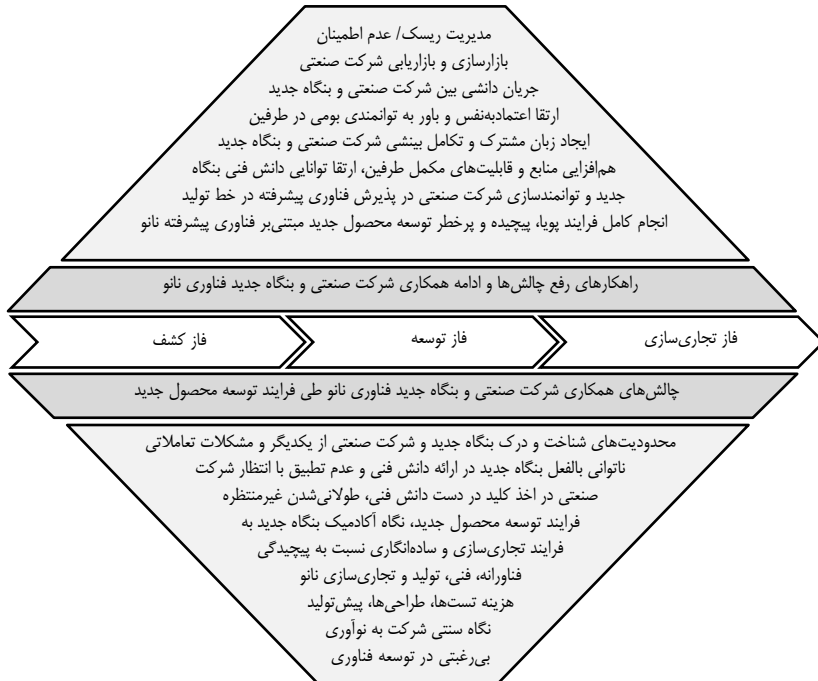 مدیریت ریسک/ عدم اطمینان
بازارسازی و بازاریابی شرکت صنعتی
جریان دانشی بین شرکت صنعتی و بنگاه جدید
ارتقا اعتمادبه‌نفس و باور به توانمندی بومی در طرفین
ایجاد زبان مشترک و تکامل بینشی شرکت صنعتی و بنگاه جدید
هم‌افزایی منابع و قابلیت‌های مکمل طرفین، ارتقا توانایی دانش فنی بنگاه
جدید و توانمندسازی شرکت صنعتی در پذیرش فناوری پیشرفته در خط تولید
انجام کامل فرایند پویا، پیچیده و پرخطر توسعه محصول جدید مبتنی‌بر فناوری پیشرفته نانو
راهکارهای رفع چالش‌ها و ادامه همکاری شرکت صنعتی و بنگاه جدید فناوری نانو
فاز کشف
فاز توسعه
فاز تجاری‌سازی
چالش‌های همکاری شرکت صنعتی و بنگاه جدید فناوری نانو طی فرایند توسعه محصول جدید
محدودیت‌های شناخت و درک بنگاه جدید و شرکت صنعتی از یکدیگر و مشکلات تعاملاتی
ناتوانی بالفعل بنگاه جدید در ارائه دانش فنی و عدم تطبیق با انتظار شرکت
صنعتی در اخذ کلید در دست دانش فنی، طولانی‌شدن غیرمنتظره
فرایند توسعه محصول جدید، نگاه آکادمیک بنگاه جدید به
فرایند تجاری‌سازی و ساده‌انگاری نسبت به پیچیدگی
فناورانه، فنی، تولید و تجاری‌سازی نانو
هزینه تست‌ها، طراحی‌ها، پیش‌تولید
نگاه سنتی شرکت به نوآوری
بی‌رغبتی در توسعه فناوری